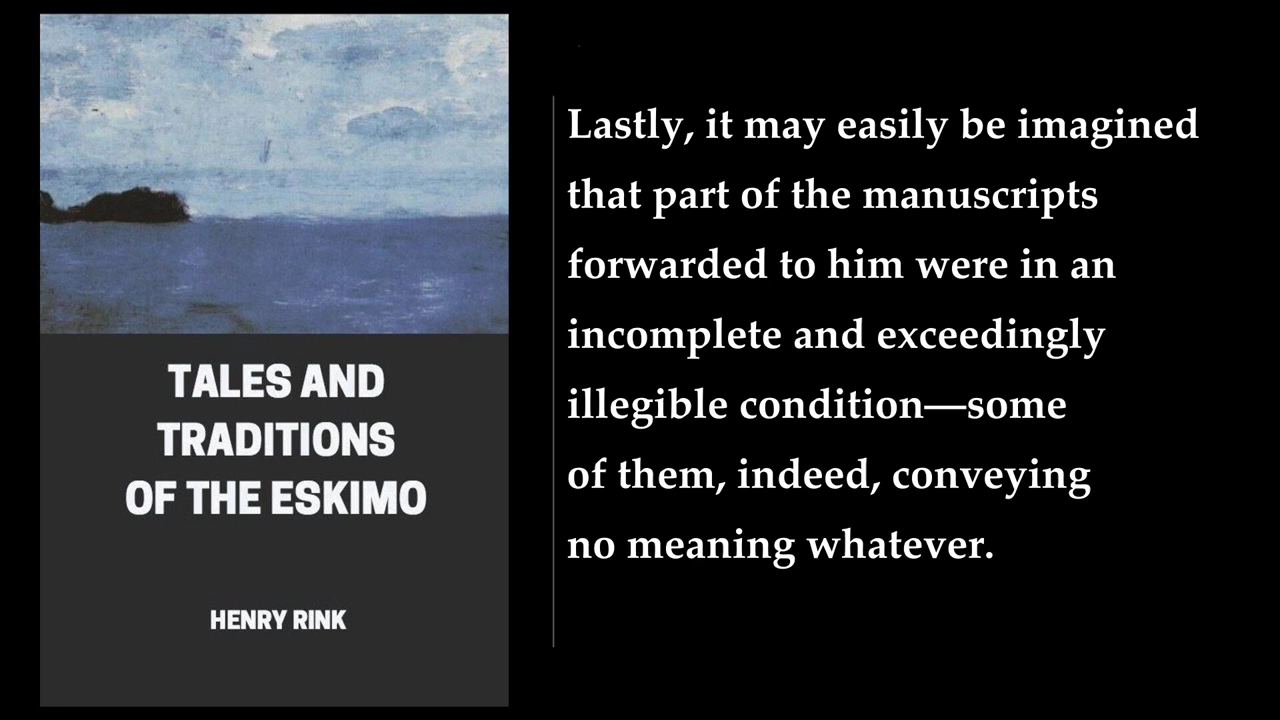 TALES AND
TRADITIONS
OF THE ESKIMO
HENRY RINK
Lastly, it may easily be imagined
that part of the manuscripts
forwarded to him were in an
incomplete and exceedingly
illegible condition—some
of them, indeed, conveying
no meaning whatever.